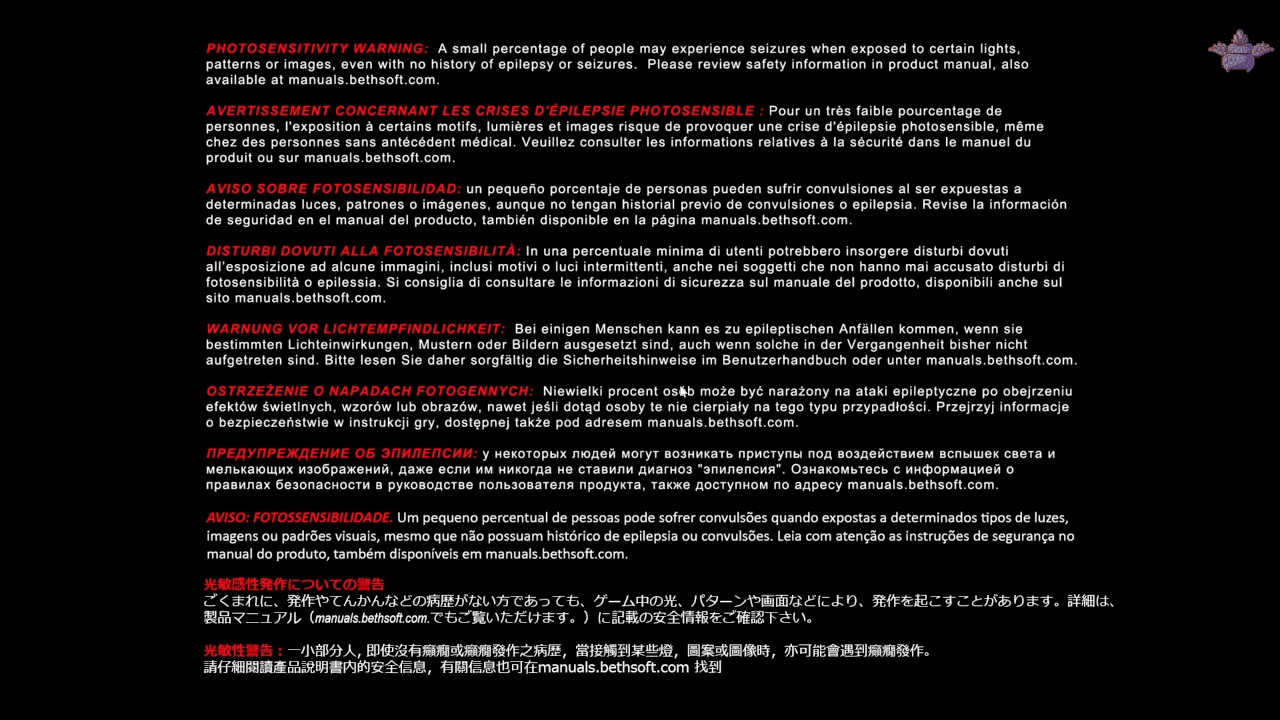 PHOTOSENSITIVITY WARNING: A small percentage of people may experience seizures when exposed to certain lights,
patterns or images, even with no history of epilepsy or seizures. Please review safety information in product manual, also
available at manuals.bethsoft.com.
AVERTISSEMENT CONCERNANT LES CRISES D'ÉPILEPSIE PHOTOSENSIBLE : Pour un très faible pourcentage de
personnes, l'exposition à certains motifs, lumières et images risque de provoquer une crise d'épilepsie photosensible, même
chez des personnes sans antécédent médical. Veuillez consulter les informations relatives à la sécurité dans le manuel du
produit ou sur manuals.bethsoft.com.
AVISO SOBRE FOTOSENSIBILIDAD: un pequeño porcentaje de personas pueden sufrir convulsiones al ser expuestas a
determinadas luces, patrones o imágenes, aunque no tengan historial previo de convulsiones o epilepsia. Revise la información
de seguridad en el manual del producto, también disponible en la página manuals.bethsoft.com.
DISTURBI DOVUTI ALLA FOTOSENSIBILITÀ: In una percentuale minima di utenti potrebbero insorgere disturbi dovuti
all'esposizione ad alcune immagini, inclusi motivi o luci intermittenti, anche nei soggetti che non hanno mai accusato disturbi di
fotosensibilità o epilessia. Si consiglia di consultare le informazioni di sicurezza sul manuale del prodotto, disponibili anche sul
sito manuals.bethsoft.com.
WARNUNG VOR LICHTEMPFINDLICHKEIT: Bei einigen Menschen kann es zu epileptischen Anfällen kommen, wenn sie
bestimmten Lichteinwirkungen, Mustern oder Bildern ausgesetzt sind, auch wenn solche in der Vergangenheit bisher nicht
aufgetreten sind. Bitte lesen Sie daher sorgfältig die Sicherheitshinweise im Benutzerhandbuch oder unter manuals.bethsoft.com.
OSTRZEŻENIE O NAPADACH FOTOGENNYCH: Niewielki procent osób może być narażony na ataki epileptyczne po obejrzeniu
efektów świetlnych, wzorów lub obrazów, nawet jeśli dotąd osoby te nie cierpiały na tego typu przypadłości. Przejrzyj informacje
o bezpieczeństwie w instrukcji gry, dostępnej także pod adresem manuals.bethsoft.com.
ПРЕДУПРЕЖДЕНИЕ ОБ ЭПИЛЕПСИИ: у некоторых людей могут возникать приступы под воздействием вспышек света и
мелькающих изображений, даже если им никогда не ставили диагноз "эпилепсия". Ознакомьтесь с информацией о
правилах безопасности в руководстве пользователя продукта, также доступном по адресу manuals.bethsoft.com.
AVISO: FOTOSSENSIBILIDADE. Um pequeno percentual de pessoas pode sofrer convulsões quando expostas a determinados tipos de luzes,
imagens ou padrões visuais, mesmo que não possuam histórico de epilepsia ou convulsões. Leia com atenção as instruções de segurança no
manual do produto, também disponíveis em manuals.bethsoft.com.
光敏感性発作についての警告
ごくまれに、発作やてんかんなどの病歴がない方であっても、ゲーム中の光、パターンや画面などにより、発作を起こすことがあります。詳細は、
製品マニュアル（manuals.bethsoft.com.でもご覧いただけます。）に記載の安全情報をご確認下さい。
光敏性警告：一小部分人, 即使沒有癲癇或癲癇發作之病歷，當接觸到某些燈，圖案或圖像時，亦可能會遇到癲癇發作。
請仔細閱讀產品說明書内的安全信息，有關信息也可在manuals.bethsoft.com 找到